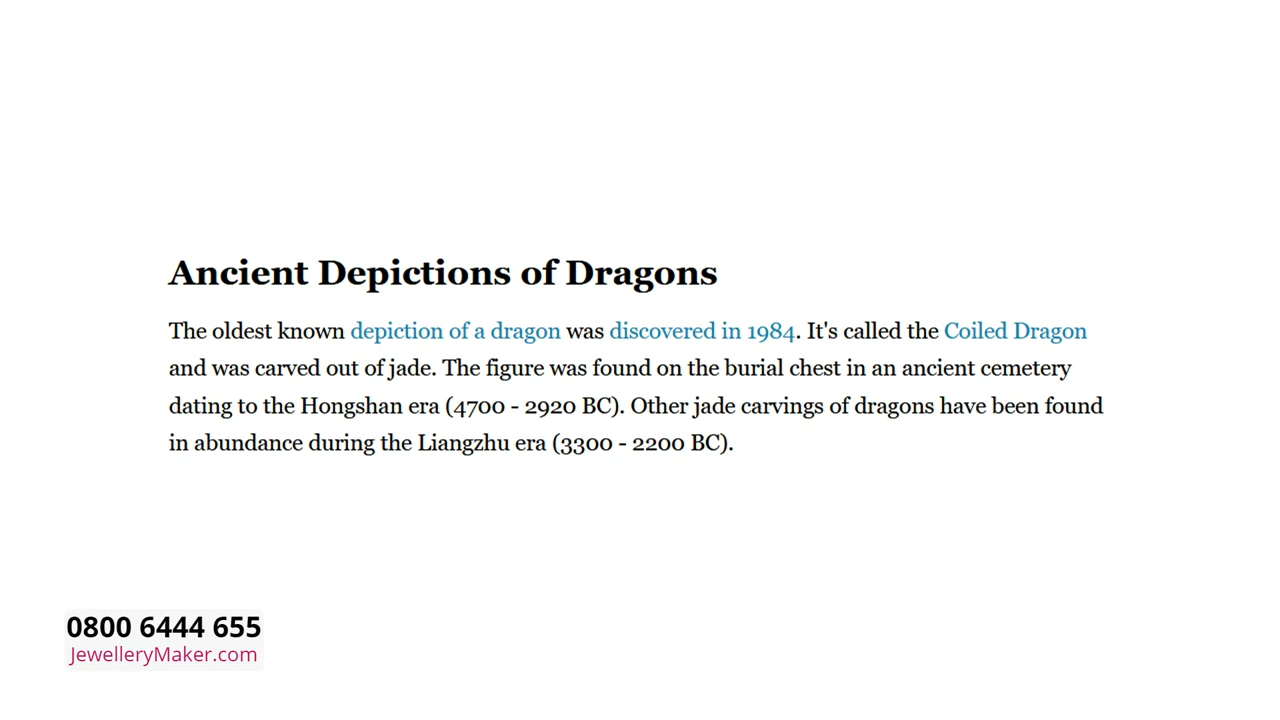 Ancient Depictions of Dragons
The oldest known depiction of a dragon was discovered in 1984. It's called the Coiled Dragon
and was carved out of jade. The figure was found on the burial chest in an ancient cemetery
dating to the Hongshan era (4700 - 2920 BC). Other jade carvings of dragons have been found
in abundance during the Liangzhu era (3300 - 2200 BC).
0800 6444 655
JewelleryMaker.com